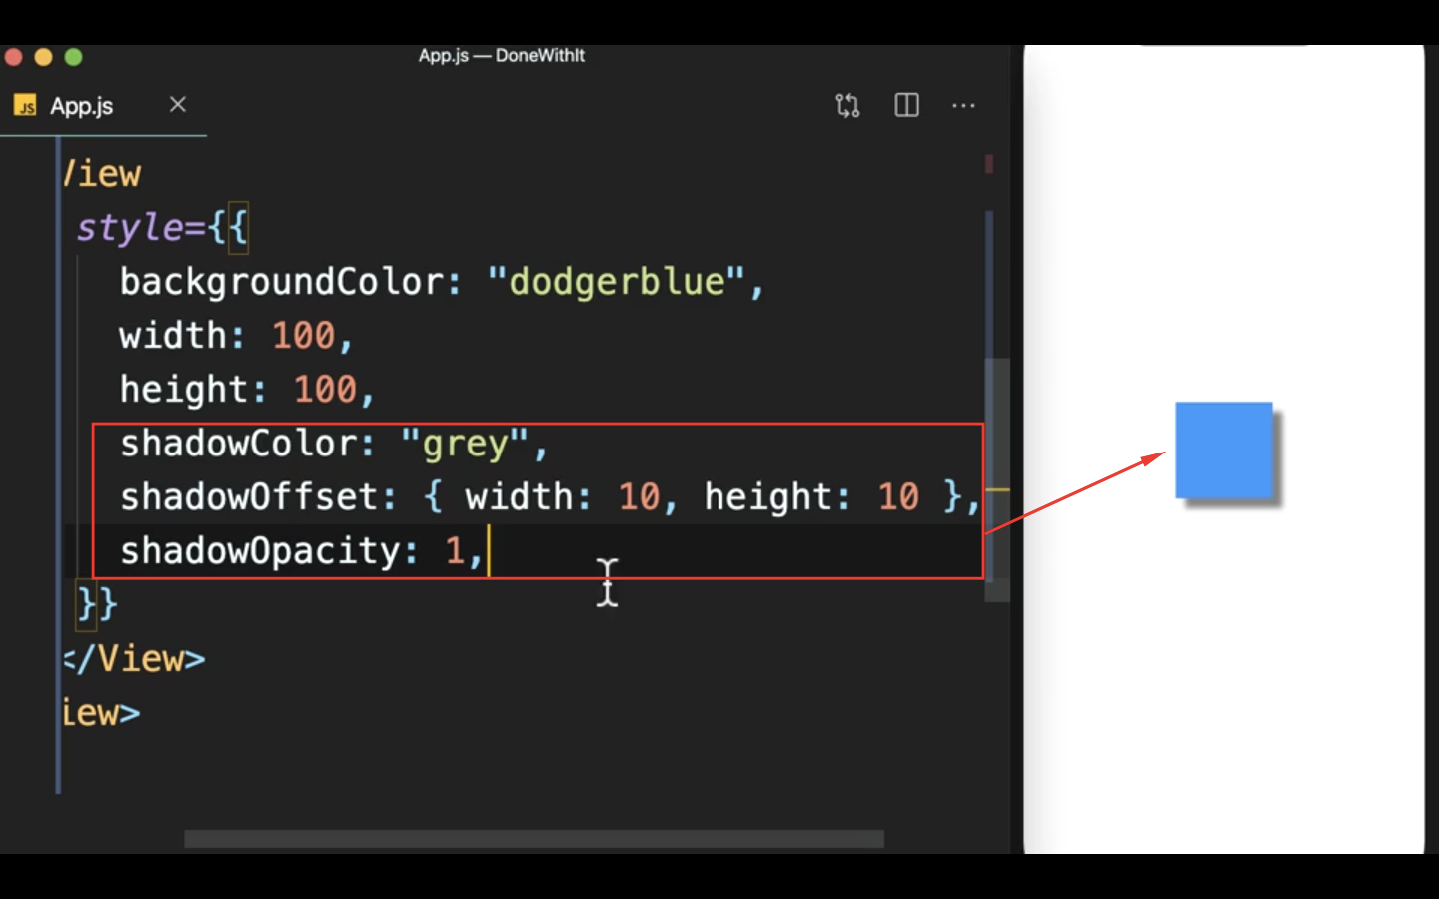 App.js — DoneWithIt
JS App.js
View
style={{
backgroundColor: "dodgerblue",
width: 100,
height: 100,
shadowColor: "grey",
shadowOffset: { width: 10, height: 10 },
shadowOpacity: 1,
}}
</View>
iew>